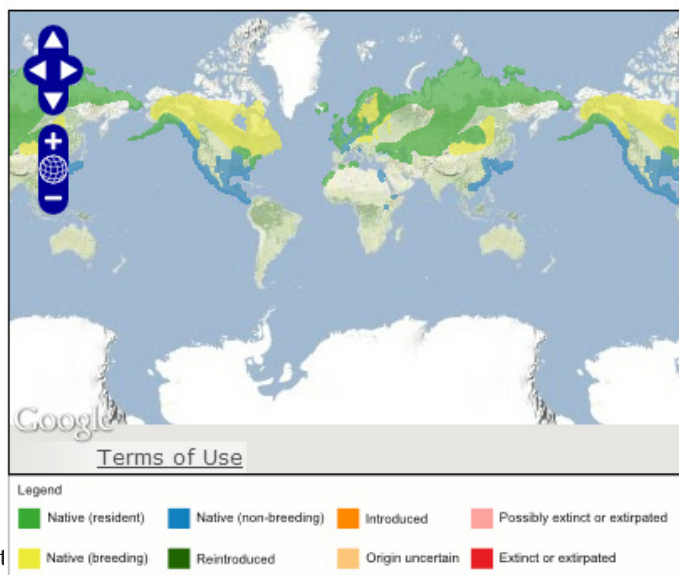 Google
Terms of Use
Legend
Native (resident) Native (non-breeding) Introduced Possibly extinct or extirpated
t Native (breeding) Reintroduced Origin uncertain Extinct or extirpated